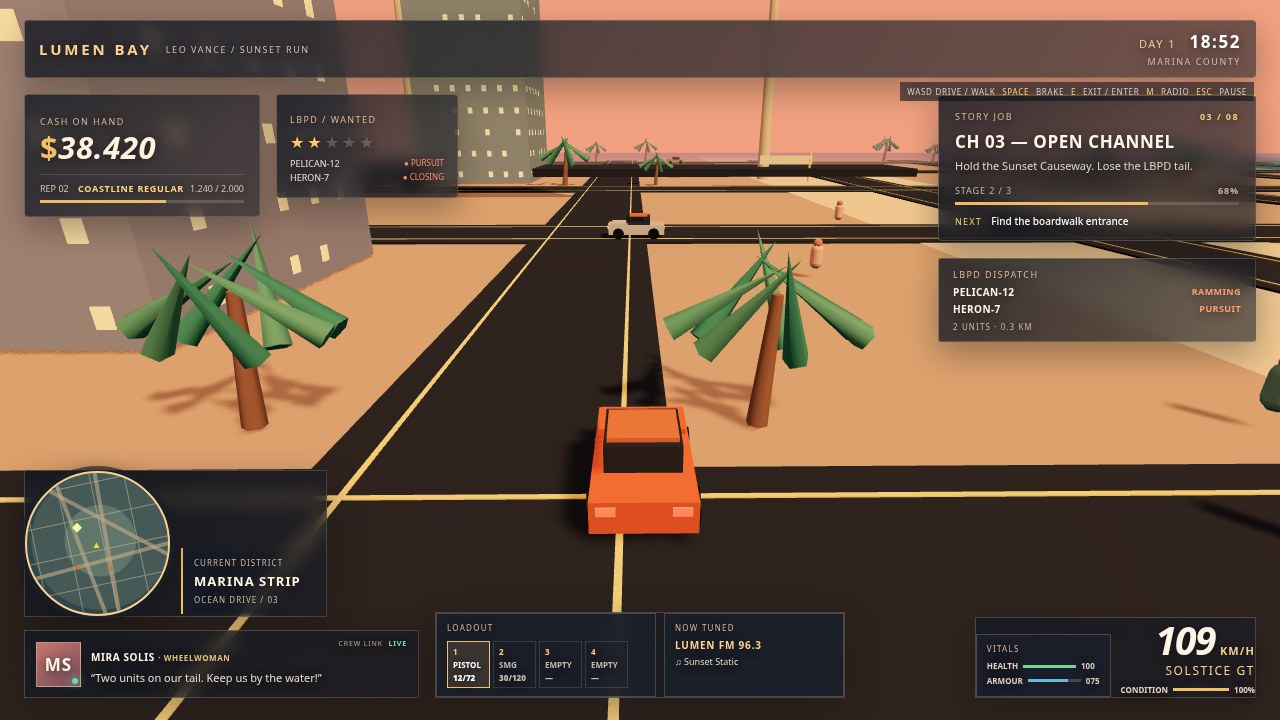 LUMEN BAY LEO VANCE / SUNSET RUN
DAY 1 18:52
MARINA COUNTY
WASD DRIVE / WALK SPACE BRAKE E EXIT / ENTER M RADIO ESC PAUSE
CASH ON HAND
$38.420
REP 02 COASTLINE REGULAR 1.240 / 2.000
LBPD / WANTED
★★★★★
PELICAN-12 ● PURSUIT
HERON-7 ● CLOSING
STORY JOB 03 / 08
CH 03 — OPEN CHANNEL
Hold the Sunset Causeway. Lose the LBPD tail.
STAGE 2 / 3 68%
NEXT Find the boardwalk entrance
LBPD DISPATCH
PELICAN-12 RAMMING
HERON-7 PURSUIT
2 UNITS · 0.3 KM
CURRENT DISTRICT
MARINA STRIP
OCEAN DRIVE / 03
CREW LINK LIVE
MS
MIRA SOLIS · WHEELWOMAN
“Two units on our tail. Keep us by the water!”
LOADOUT
1 PISTOL 12/72
2 SMG 30/120
3 EMPTY —
4 EMPTY —
NOW TUNED
LUMEN FM 96.3
♫ Sunset Static
VITALS
HEALTH 100
ARMOUR 075
109 KM/H
SOLSTICE GT
CONDITION 100%